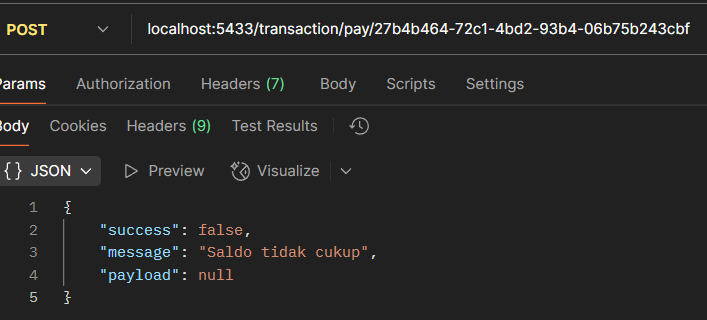 POST localhost:5433/transaction/pay/27b4b464-72c1-4bd2-93b4-06b75b243cbf
Params Authorization Headers (7) Body Scripts Settings
Body Cookies Headers (9) Test Results
{} JSON Preview Visualize
1 {
2 "success": false,
3 "message": "Saldo tidak cukup",
4 "payload": null
5 }